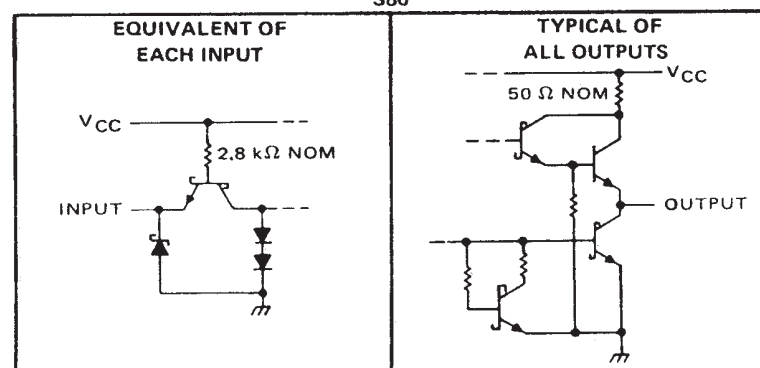 EQUIVALENT OF
EACH INPUT
VCC
2.8 kΩ NOM
INPUT
TYPICAL OF
ALL OUTPUTS
VCC
50 Ω NOM
OUTPUT